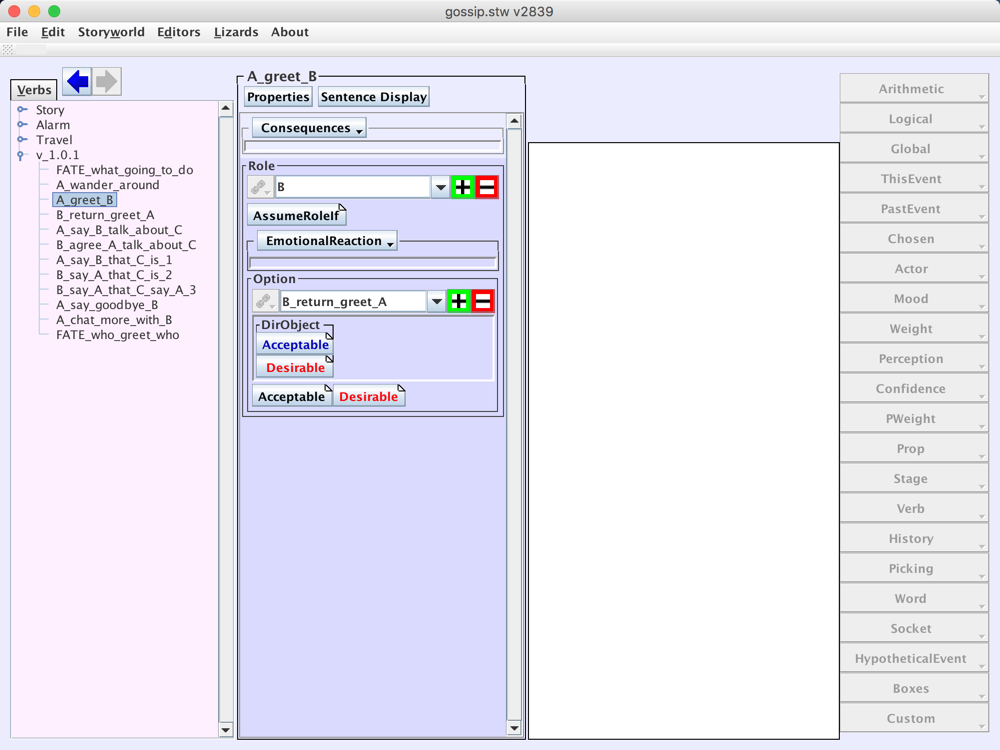 gossip.stw v2839
File Edit Storyworld Editors Lizards About
Verbs
Story
Alarm
Travel
v_1.0.1
FATE_what_going_to_do
A_wander_around
A_greet_B
B_return_greet_A
A_say_B_talk_about_C
B_agree_A_talk_about_C
A_say_B_that_C_is_1
B_say_A_that_C_is_2
B_say_A_that_C_say_A_3
A_say_goodbye_B
A_chat_more_with_B
FATE_who_greet_who
A_greet_B
Properties Sentence Display
Consequences
Role
B
AssumeRoleIf
EmotionalReaction
Option
B_return_greet_A
DirObject
Acceptable
Desirable
Acceptable Desirable
Arithmetic
Logical
Global
ThisEvent
PastEvent
Chosen
Actor
Mood
Weight
Perception
Confidence
PWeight
Prop
Stage
Verb
History
Picking
Word
Socket
HypotheticalEvent
Boxes
Custom